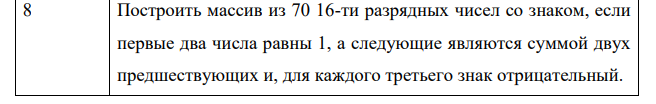 8 Построить массив из 70 16-ти разрядных чисел со знаком, если
первые два числа равны 1, а следующие являются суммой двух
предшествующих и, для каждого третьего знак отрицательный.